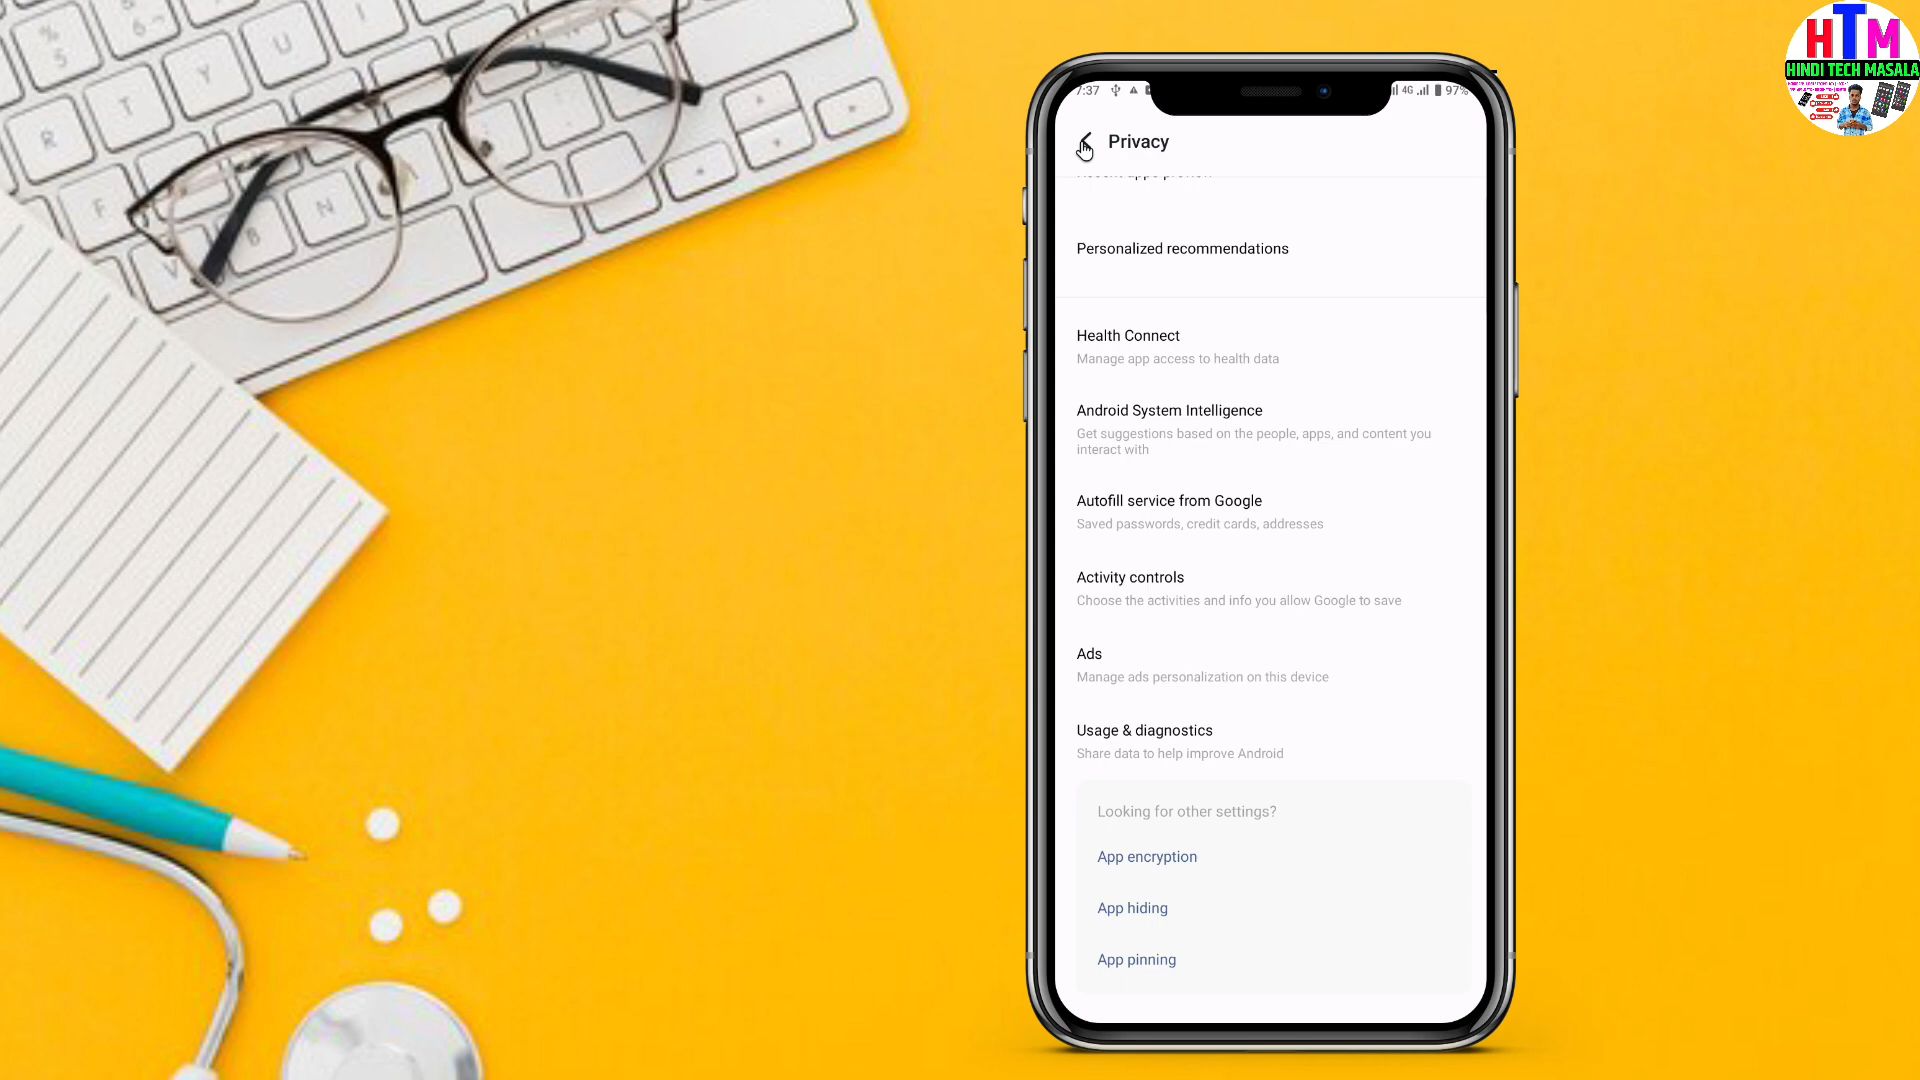 HTM
HINDI TECH MASALA
7:37
4G
97%
Privacy
Personalized recommendations
Health Connect
Manage app access to health data
Android System Intelligence
Get suggestions based on the people, apps, and content you
interact with
Autofill service from Google
Saved passwords, credit cards, addresses
Activity controls
Choose the activities and info you allow Google to save
Ads
Manage ads personalization on this device
Usage & diagnostics
Share data to help improve Android
Looking for other settings?
App encryption
App hiding
App pinning
%
5
6
U
I
Y
T
R
F
N
B
V